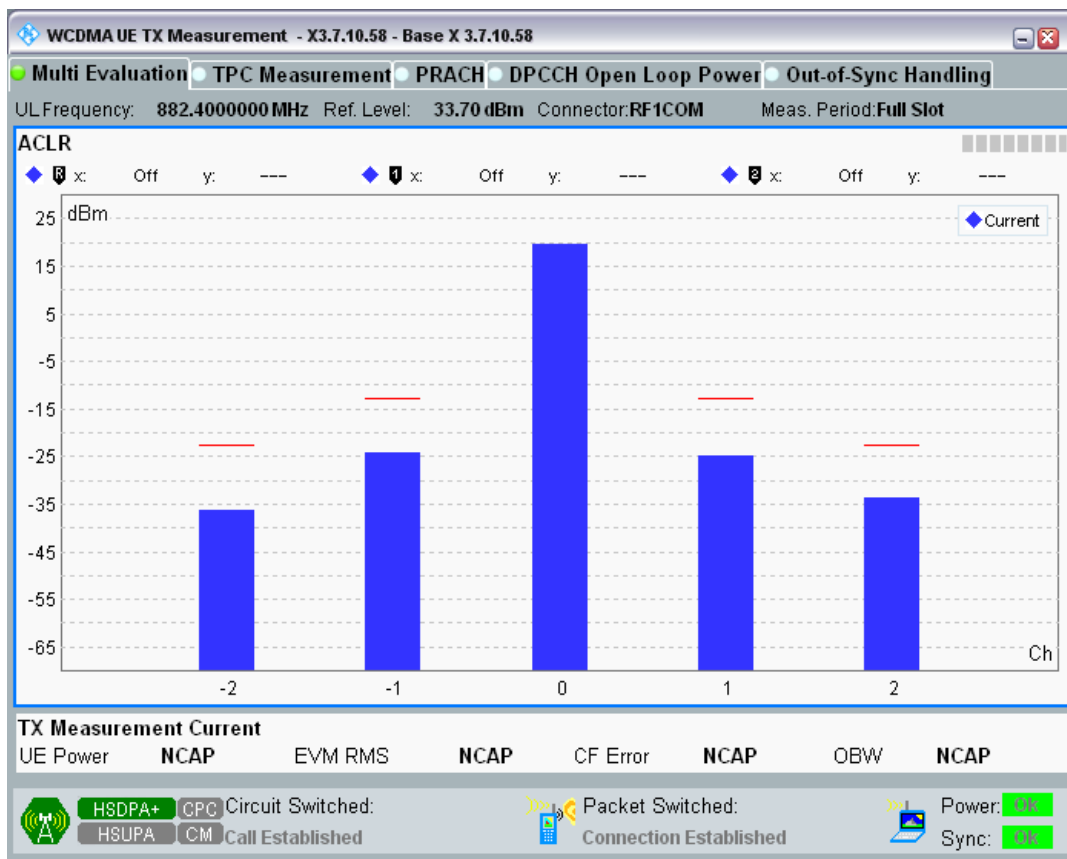 WCDMA UE TX Measurement - X3.7.10.58 - Base X 3.7.10.58
Multi Evaluation TPC Measurement PRACH DPCCH Open Loop Power Out-of-Sync Handling
UL Frequency: 882.4000000 MHz Ref. Level: 33.70 dBm Connector:RF1COM Meas. Period:Full Slot
ACLR
R x: Off y: --- 1 x: Off y: --- 2 x: Off y: ---
dBm
Current
25
15
5
-5
-15
-25
-35
-45
-55
-65
Ch
-2 -1 0 1 2
TX Measurement Current
UE Power NCAP EVM RMS NCAP CF Error NCAP OBW NCAP
HSDPA+ CPC Circuit Switched: Packet Switched: Power: OK
HSUPA CM Call Established Connection Established Sync: OK